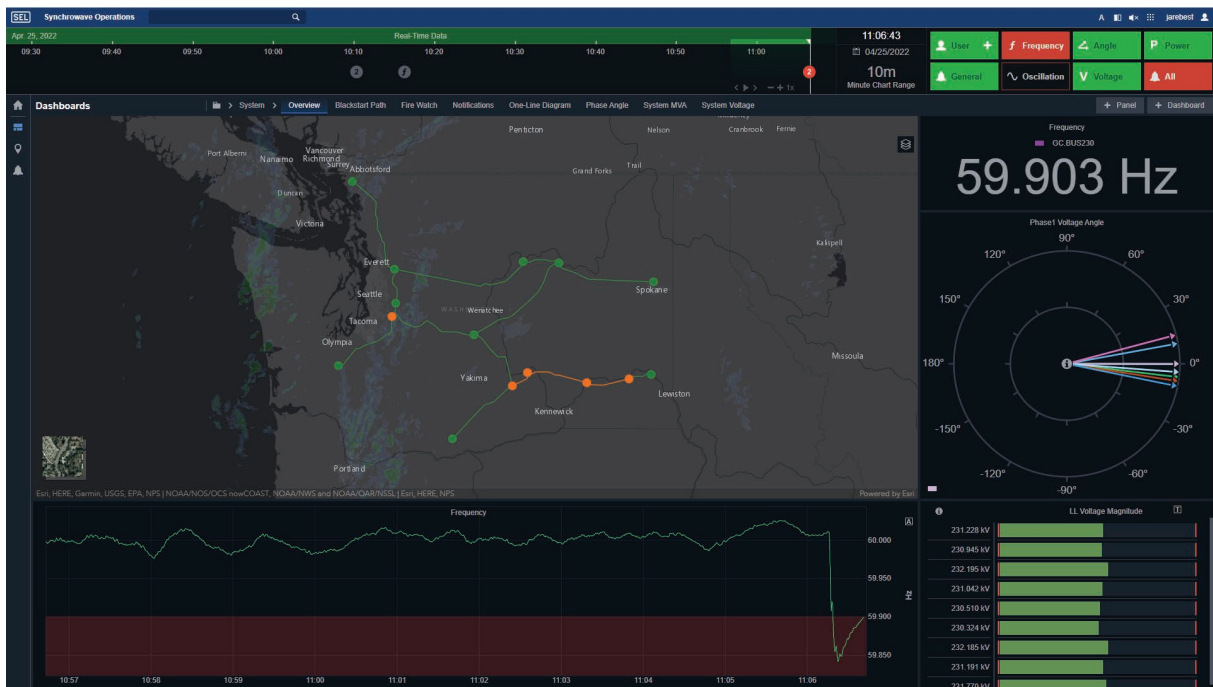 SEL Synchrowave Operations A jarebest
Apr. 25, 2022 Real-Time Data 11:06:43
09:30 09:40 09:50 10:00 10:10 10:20 10:30 10:40 10:50 11:00 04/25/2022
2 f 2 10m
< > 1x Minute Chart Range
User + f Frequency Angle P Power
General Oscillation V Voltage All
Dashboards > System > Overview Blackstart Path Fire Watch Notifications One-Line Diagram Phase Angle System MVA System Voltage + Panel + Dashboard
Penticton Nelson Cranbrook Fernie
Port Alberni Nanaimo Vancouver
Richmond
Surrey Abbotsford
Grand Forks Trail
Duncan
Victoria
Kalispell
Everett
Spokane
Seattle
Wenatchee
Tacoma
Olympia
Missoula
Yakima
Lewiston
Kennewick
Portland
Esri, HERE, Garmin, USGS, EPA, NPS | NOAA/NOS/OCS nowCOAST, NOAA/NWS and NOAA/OAR/NSSL | Esri, HERE, NPS Powered by Esri
Frequency
GC.BUS230
59.903 Hz
Phase1 Voltage Angle
90°
120° 60°
150° 30°
180° 0°
-150° -30°
-120° -60°
-90°
Frequency
A
60.000
59.950
Hz
59.900
59.850
10:57 10:58 10:59 11:00 11:01 11:02 11:03 11:04 11:05 11:06
LL Voltage Magnitude T
231.228 kV
230.945 kV
232.195 kV
231.042 kV
230.510 kV
230.324 kV
232.185 kV
231.191 kV
231.770 kV